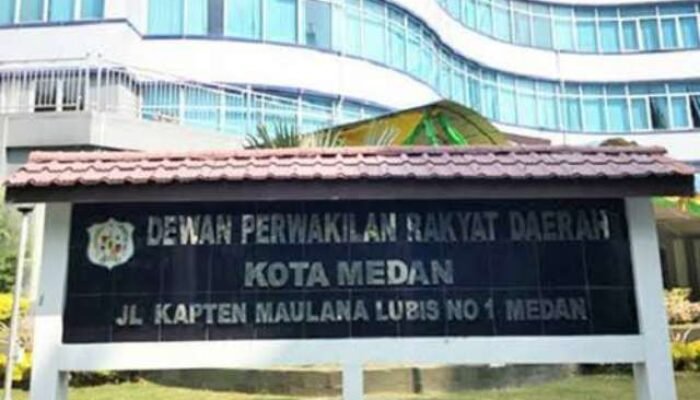 DEWAN PERWAKILAN RAKYAT DAERAH
KOTA MEDAN
JL KAPTEN MAULANA LUBIS NO 1 MEDAN